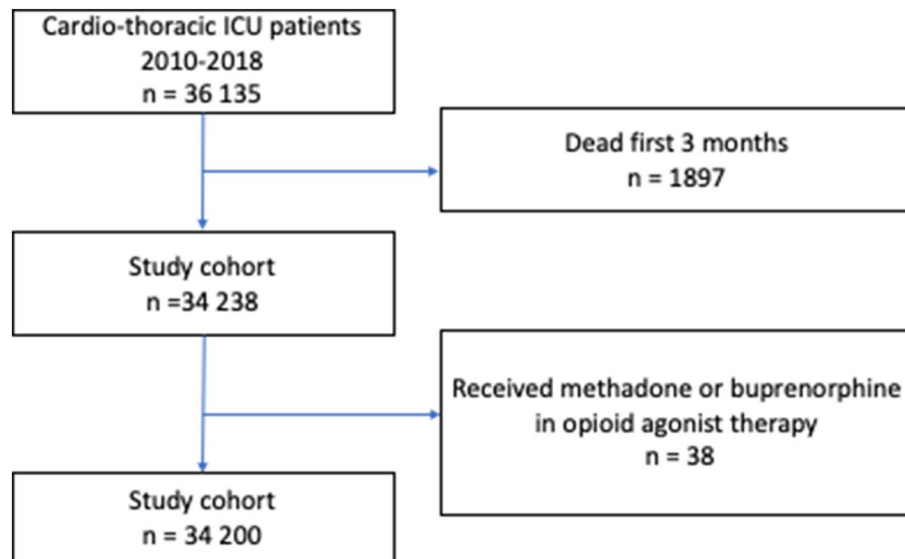 Cardio-thoracic ICU patients
2010-2018
n = 36 135
Dead first 3 months
n = 1897
Study cohort
n =34 238
Received methadone or buprenorphine
in opioid agonist therapy
n = 38
Study cohort
n = 34 200